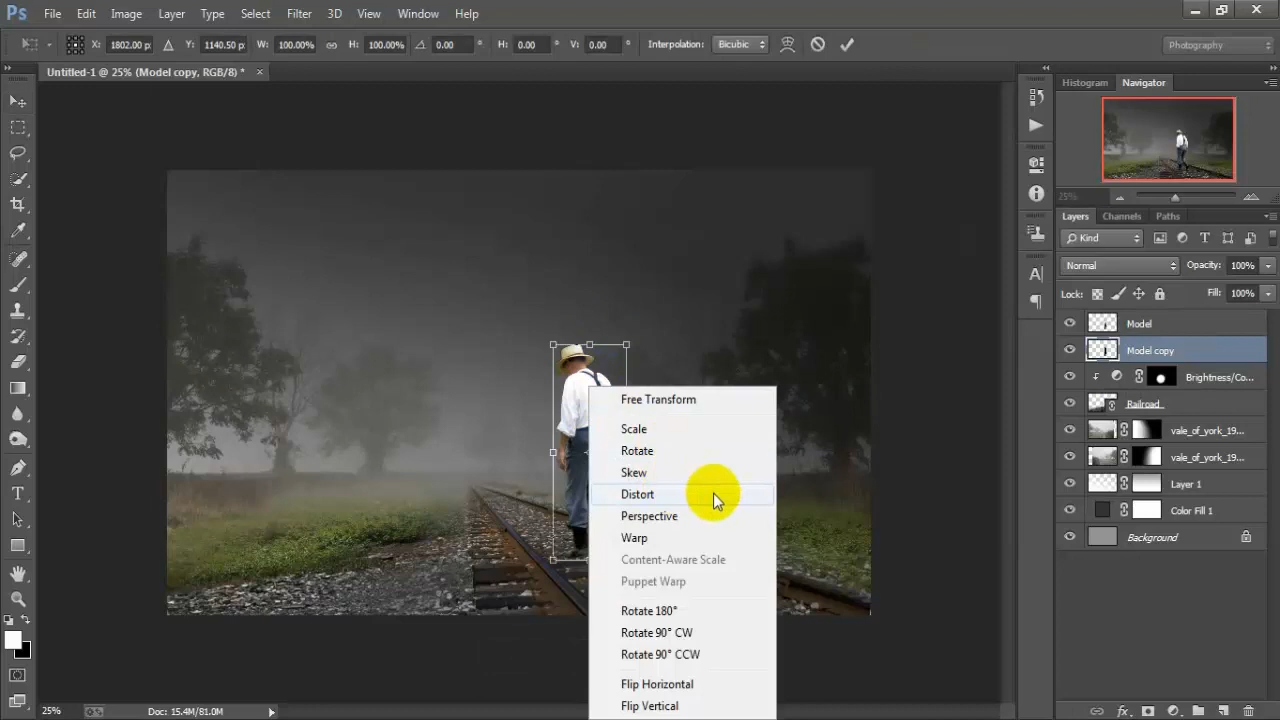 Ps File Edit Image Layer Type Select Filter 3D View Window Help
X: 1802.00 p: Y: 1140.50 p: W: 100.00% H: 100.00% 0.00 ° H: 0.00 ° V: 0.00 ° Interpolation: Bicubic Photography
Untitled-1 @ 25% (Model copy, RGB/8) * ×
Histogram Navigator
25%
Layers Channels Paths
Kind
Normal Opacity: 100%
Lock: Fill: 100%
Model
Model copy
Brightness/Co...
Railroad
vale_of_york_19...
vale_of_york_19...
Layer 1
Color Fill 1
Background
Free Transform
Scale
Rotate
Skew
Distort
Perspective
Warp
Content-Aware Scale
Puppet Warp
Rotate 180°
Rotate 90° CW
Rotate 90° CCW
Flip Horizontal
Flip Vertical
25% Doc: 15.4M/81.0M